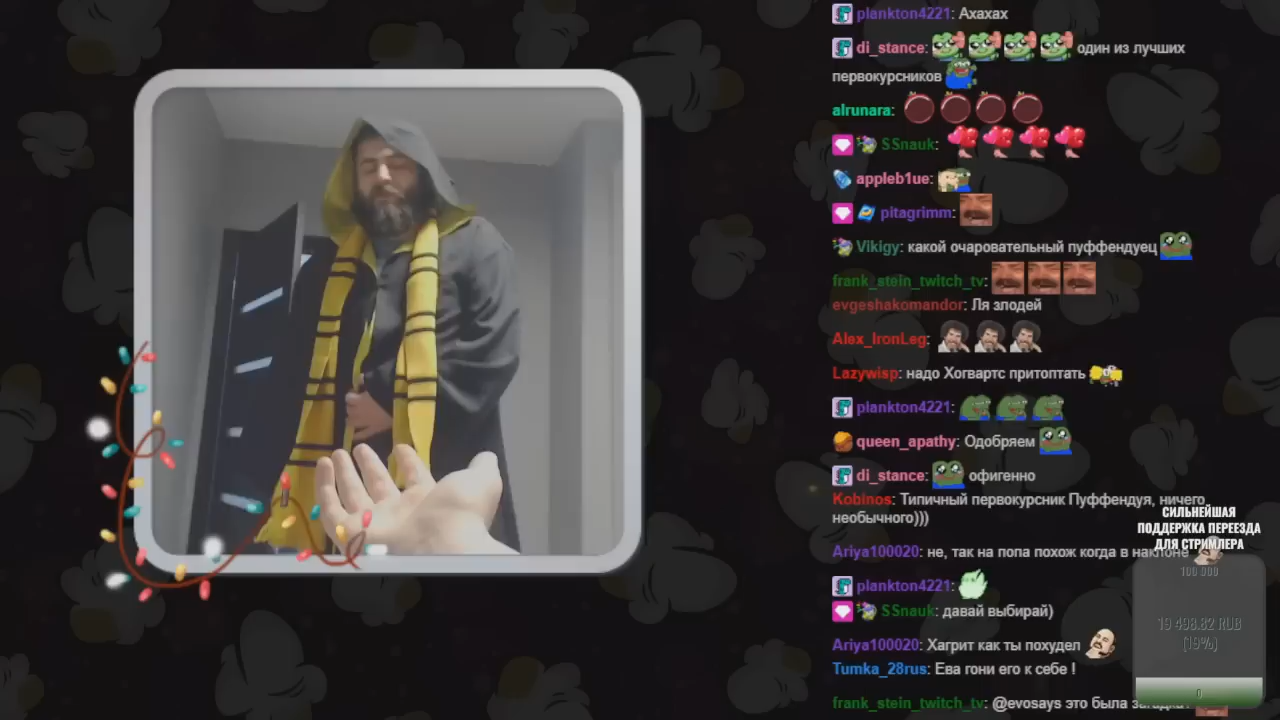 plankton4221: Ахахах
di_stance: один из лучших
первокурсников
alrunara:
SSnauk:
appleb1ue:
pitagrimm:
Vikigy: какой очаровательный пуффендуец
frank_stein_twitch_tv:
evgeshakomandor: Ля злодей
Alex_IronLeg:
Lazywisp: надо Хогвартс притоптать
plankton4221:
queen_apathy: Одобряем
di_stance: офигенно
Kobinos: Типичный первокурсник Пуффендуя, ничего
необычного)))
Ariya100020: не, так на попа похож когда в наклоне
plankton4221:
SSnauk: давай выбирай)
Ariya100020: Хагрит как ты похудел
Tumka_28rus: Ева гони его к себе !
frank_stein_twitch_tv: @evosays это была загадка?
СИЛЬНЕЙШАЯ
ПОДДЕРЖКА ПЕРЕЕЗДА
ДЛЯ СТРИМЛЕРА
100 000
19 498.82 RUB
(19%)
0